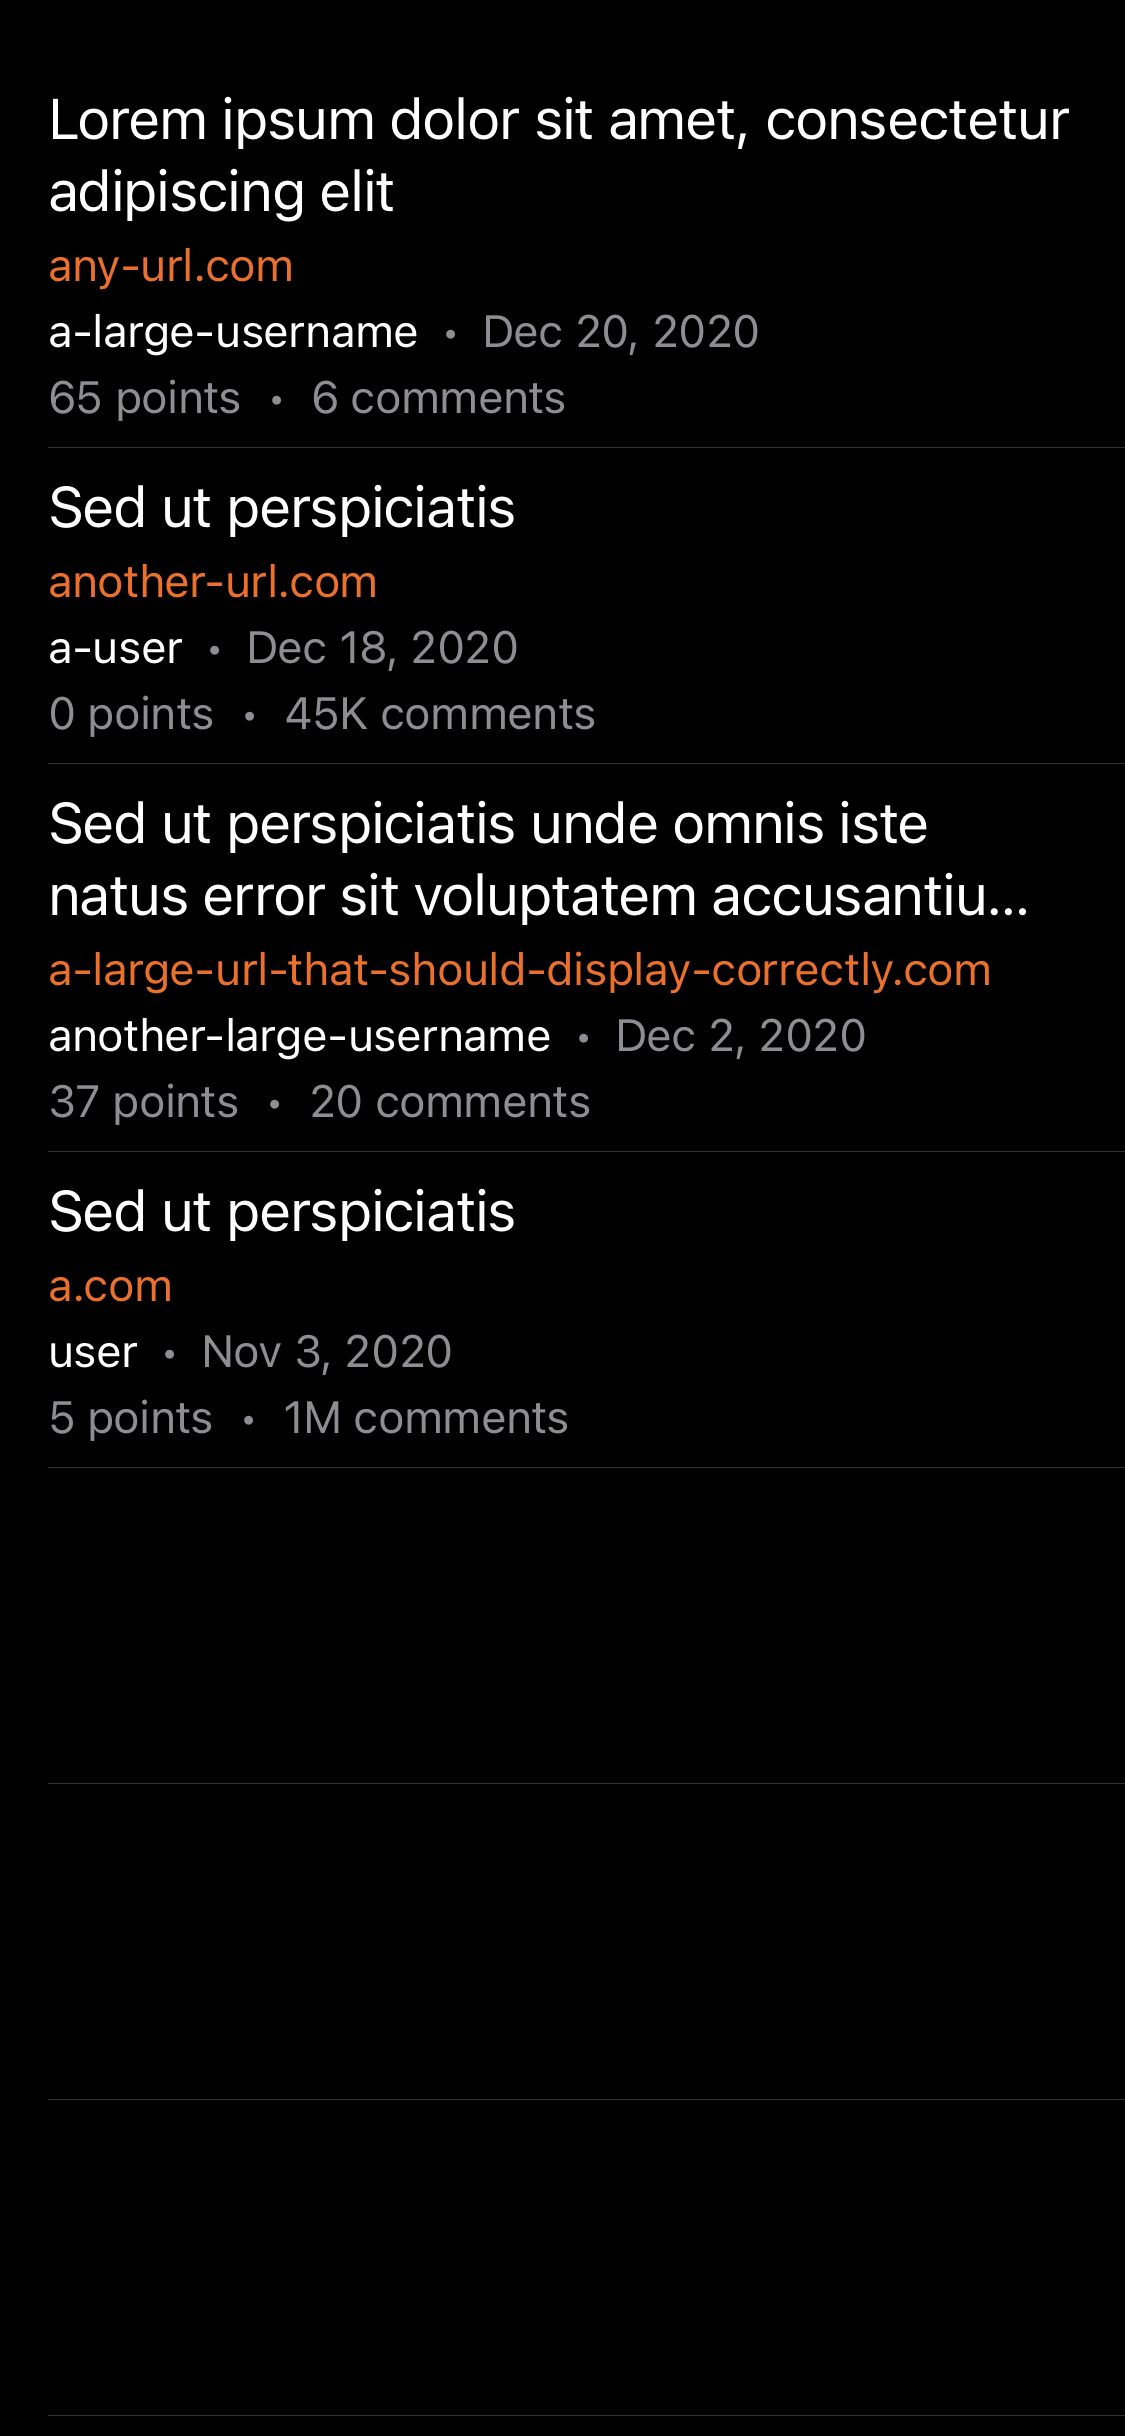 Lorem ipsum dolor sit amet, consectetur
adipiscing elit
any-url.com
a-large-username • Dec 20, 2020
65 points • 6 comments
Sed ut perspiciatis
another-url.com
a-user • Dec 18, 2020
0 points • 45K comments
Sed ut perspiciatis unde omnis iste
natus error sit voluptatem accusantiu...
a-large-url-that-should-display-correctly.com
another-large-username • Dec 2, 2020
37 points • 20 comments
Sed ut perspiciatis
a.com
user • Nov 3, 2020
5 points • 1M comments